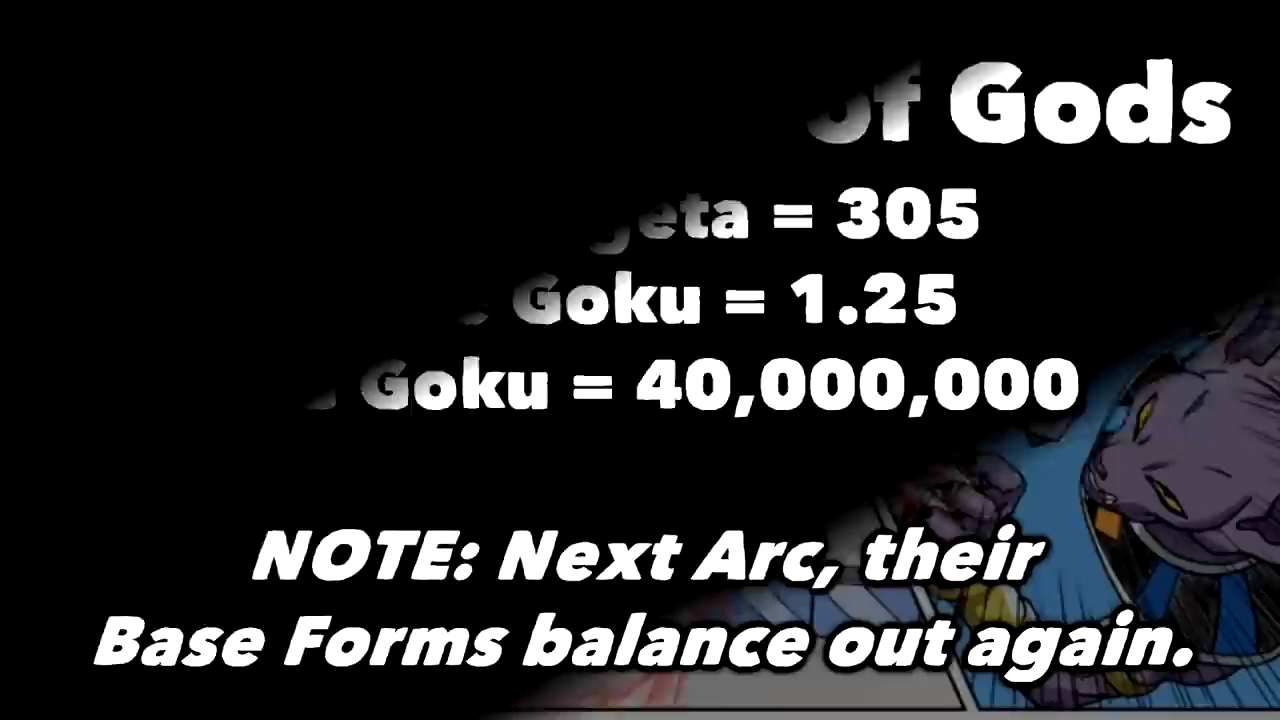 of Gods
= 305
Goku = 1.25
Goku = 40,000,000
NOTE: Next Arc, their
Base Forms balance out again.